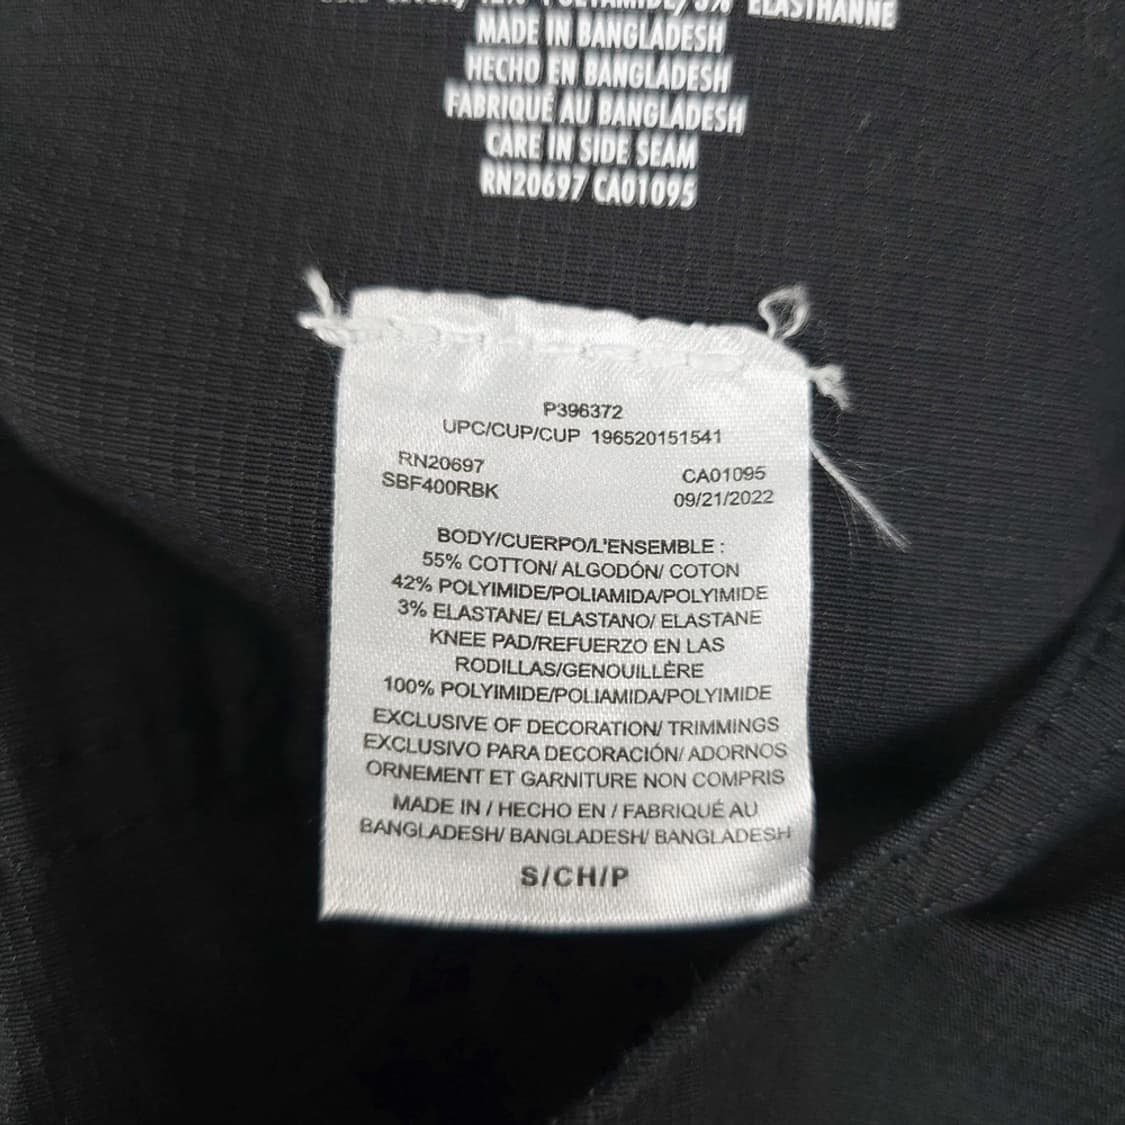 POLYAMIDE/ 3% ELASTHANNE
MADE IN BANGLADESH
HECHO EN BANGLADESH
FABRIQUÉ AU BANGLADESH
CARE IN SIDE SEAM
RN20697 CA01095
P396372
UPC/CUP/CUP 196520151541
RN20697 CA01095
SBF400RBK 09/21/2022
BODY/CUERPO/L'ENSEMBLE :
55% COTTON/ ALGODÓN/ COTON
42% POLYIMIDE/POLIAMIDA/POLYIMIDE
3% ELASTANE/ ELASTANO/ ELASTANE
KNEE PAD/REFUERZO EN LAS
RODILLAS/GENOUILLÈRE
100% POLYIMIDE/POLIAMIDA/POLYIMIDE
EXCLUSIVE OF DECORATION/ TRIMMINGS
EXCLUSIVO PARA DECORACIÓN/ ADORNOS
ORNEMENT ET GARNITURE NON COMPRIS
MADE IN / HECHO EN / FABRIQUÉ AU
BANGLADESH/ BANGLADESH/ BANGLADESH
S/CH/P